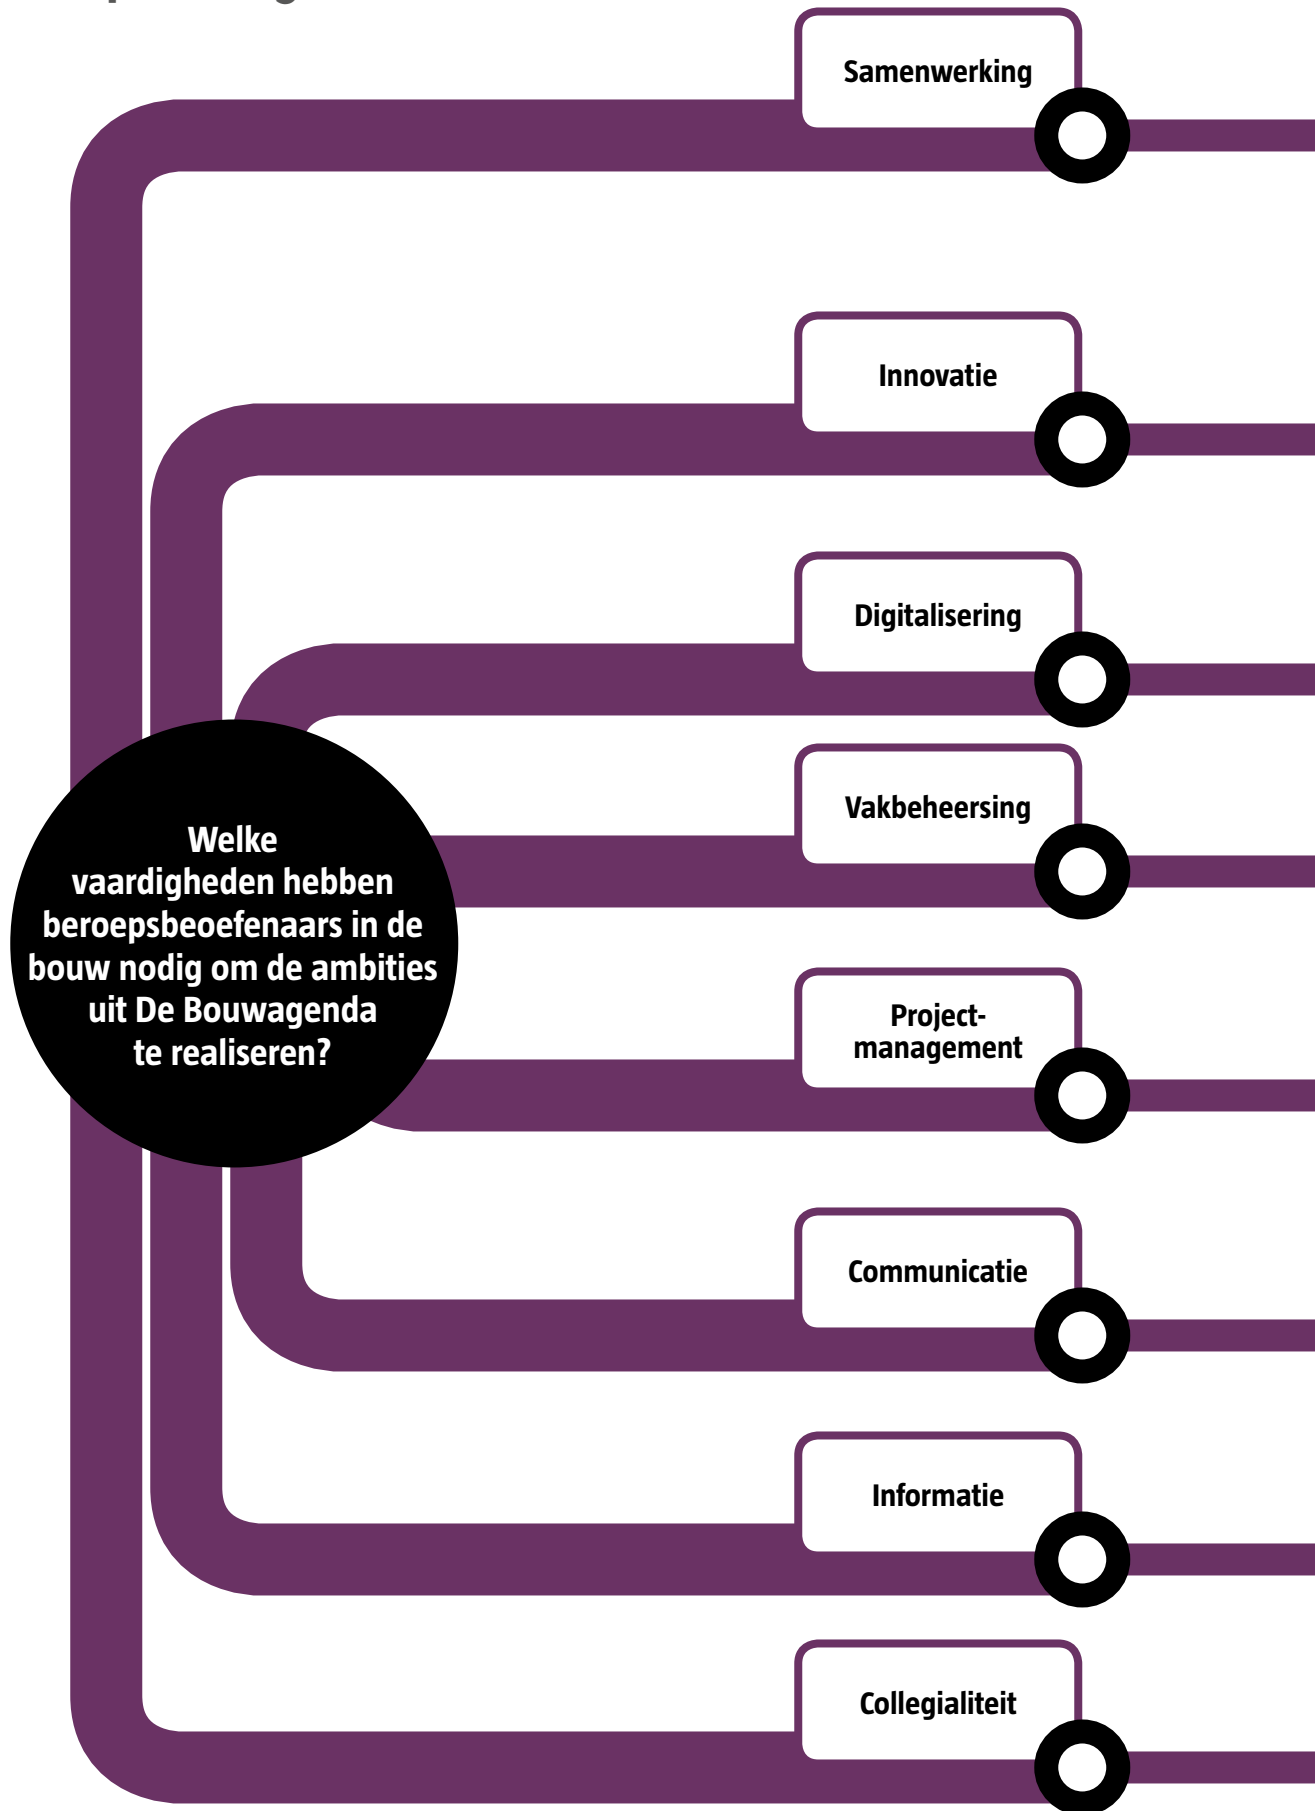 Welke
vaardigheden hebben
beroepsbeoefenaars in de
bouw nodig om de ambities
uit De Bouwagenda
te realiseren?
Samenwerking
Innovatie
Digitalisering
Vakbeheersing
Project-
management
Communicatie
Informatie
Collegialiteit